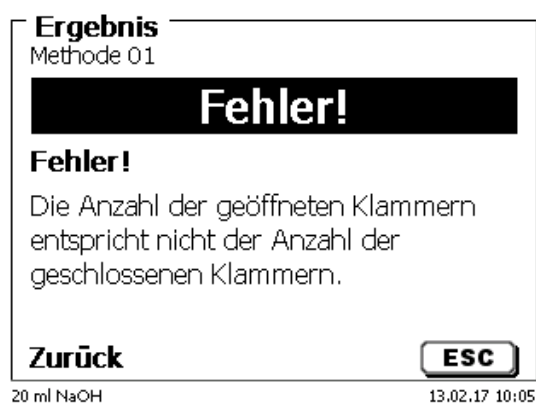 Ergebnis
Methode 01
Fehler!
Fehler!
Die Anzahl der geöffneten Klammern
entspricht nicht der Anzahl der
geschlossenen Klammern.
Zurück ESC
20 ml NaOH 13.02.17 10:05